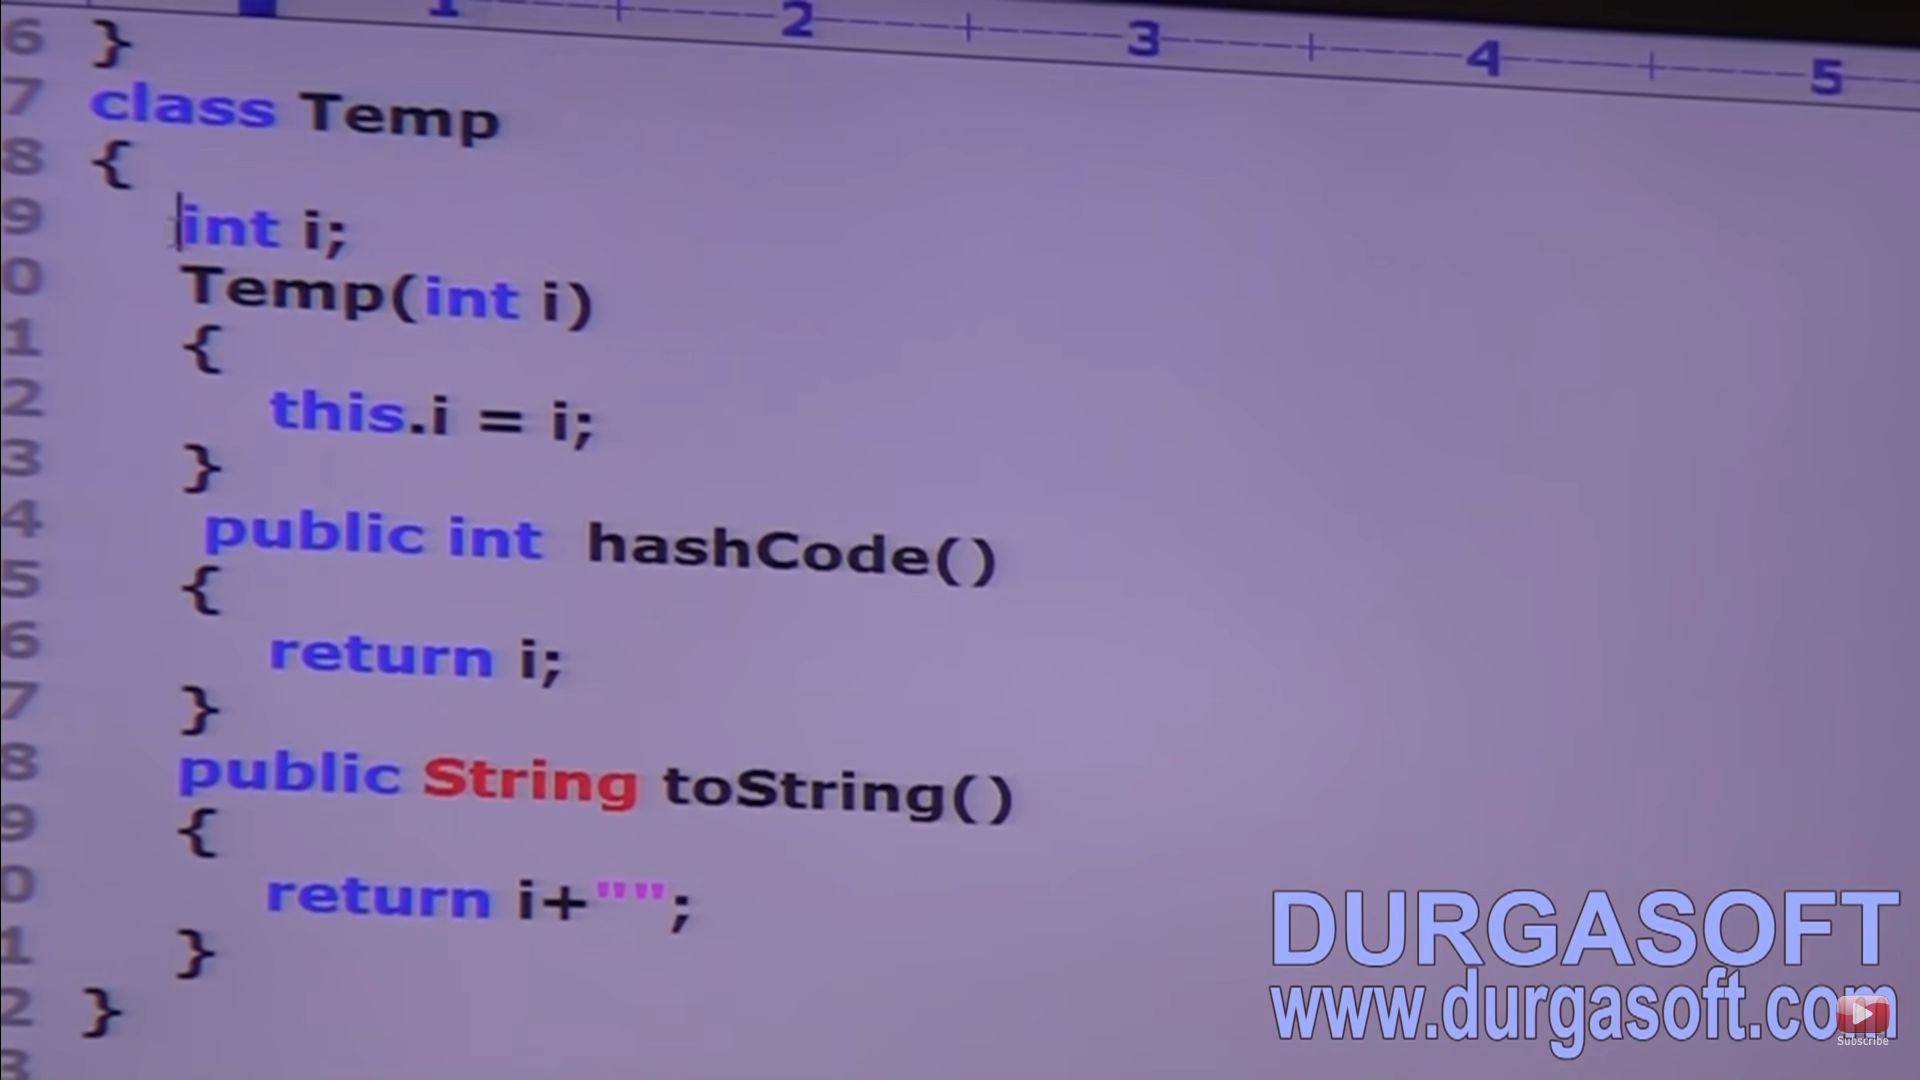 1 2 3 4 5
6 }
7 class Temp
8 {
9 int i;
0 Temp(int i)
1 {
2 this.i = i;
3 }
4 public int hashCode()
5 {
6 return i;
7 }
8 public String toString()
9 {
0 return i+"";
1 }
2 }
3
DURGASOFT
www.durgasoft.com
Subscribe